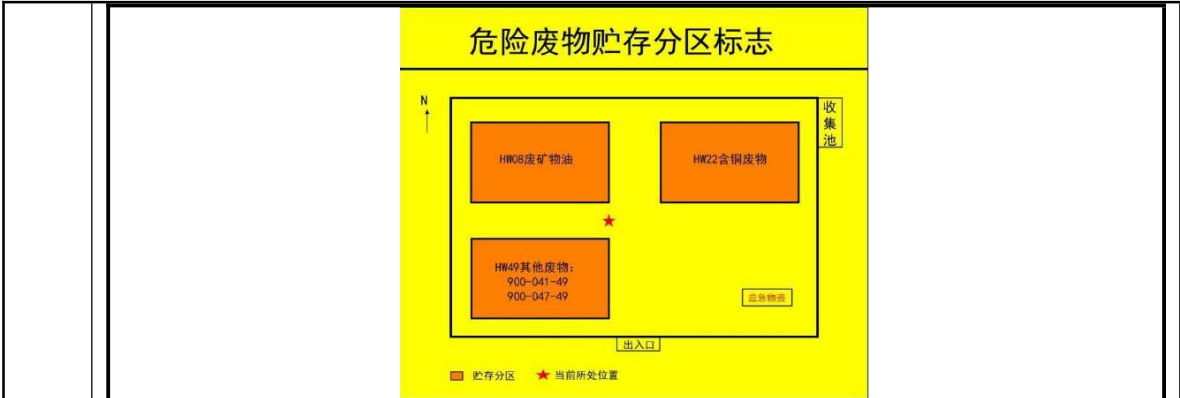 危险废物贮存分区标志
N
收集池
HW08废矿物油
HW22含铜废物
HW49其他废物:
900-041-49
900-047-49
应急物资
出入口
贮存分区
当前所处位置